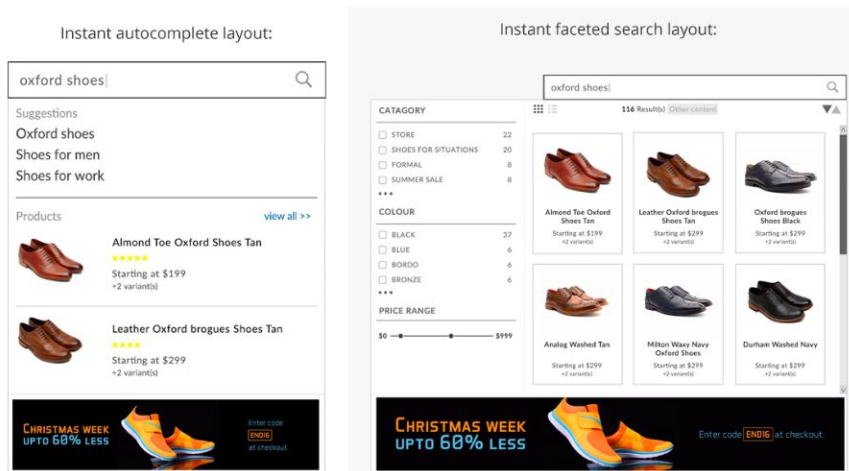 Instant autocomplete layout:
oxford shoes
Suggestions
Oxford shoes
Shoes for men
Shoes for work
Products
view all >>
Almond Toe Oxford Shoes Tan
Starting at $199
+2 variant(s)
Leather Oxford brogues Shoes Tan
Starting at $299
+2 variant(s)
CHRISTMAS WEEK
UPTO 60% LESS
Enter code
END16
at checkout
Instant faceted search layout:
oxford shoes
CATAGORY
STORE 22
SHOES FOR SITUATIONS 20
FORMAL 8
SUMMER SALE 8
COLOUR
BLACK 37
BLUE 6
BORDO 6
BRONZE 6
PRICE RANGE
$0 $999
116 Result(s) Other content
Almond Toe Oxford
Shoes Tan
Starting at $199
+2 variant(s)
Leather Oxford brogues
Shoes Tan
Starting at $299
+2 variant(s)
Oxford brogues
Shoes Black
Starting at $299
+2 variant(s)
Analog Washed Tan
Starting at $299
+2 variant(s)
Milton Waxy Navy
Oxford Shoes
Starting at $299
+2 variant(s)
Durham Washed Navy
Starting at $299
+2 variant(s)
CHRISTMAS WEEK
UPTO 60% LESS
Enter code END16 at checkout